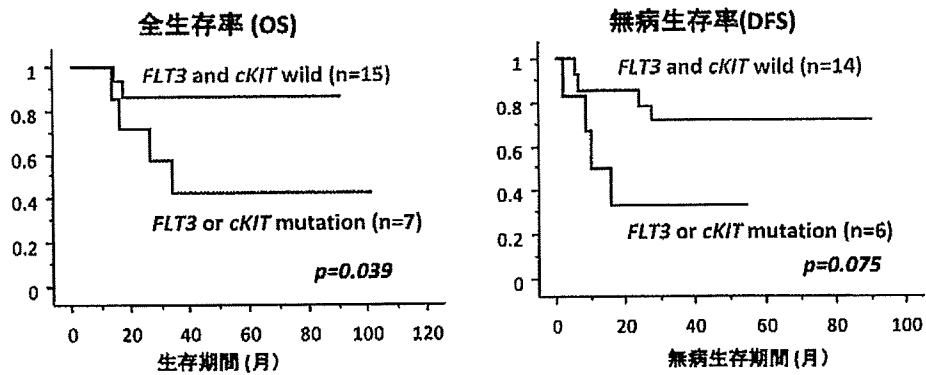 全生存率 (OS)
FLT3 and cKIT wild (n=15)
FLT3 or cKIT mutation (n=7)
p=0.039
1
0.8
0.6
0.4
0.2
0
0 20 40 60 80 100 120
生存期間 (月)
無病生存率(DFS)
FLT3 and cKIT wild (n=14)
FLT3 or cKIT mutation (n=6)
p=0.075
1
0.8
0.6
0.4
0.2
0
0 20 40 60 80 100
無病生存期間 (月)